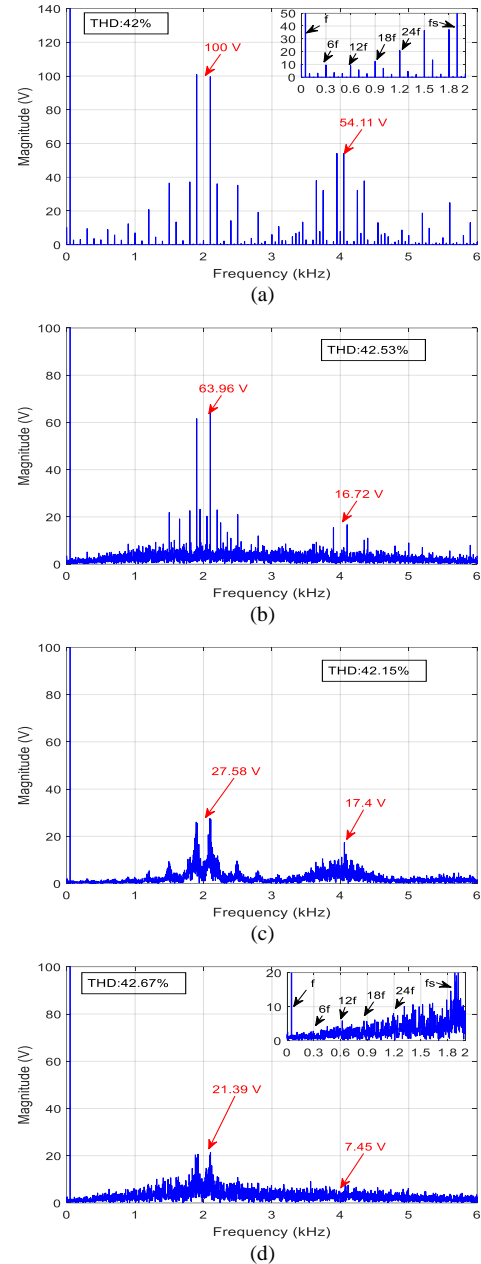 THD:42%
100 V
54.11 V
f
6f
12f
18f
24f
fs
50
40
30
20
10
0
0 0.3 0.6 0.9 1.2 1.5 1.8 2
140
120
100
80
60
40
20
0
Magnitude (V)
0 1 2 3 4 5 6
Frequency (kHz)
(a)
THD:42.53%
63.96 V
16.72 V
100
80
60
40
20
0
Magnitude (V)
0 1 2 3 4 5 6
Frequency (kHz)
(b)
THD:42.15%
27.58 V
17.4 V
100
80
60
40
20
0
Magnitude (V)
0 1 2 3 4 5 6
Frequency (kHz)
(c)
THD:42.67%
21.39 V
7.45 V
f
6f
12f
18f
24f
fs
20
10
0
0 0.3 0.6 0.9 1.2 1.5 1.8 2
100
80
60
40
20
0
Magnitude (V)
0 1 2 3 4 5 6
Frequency (kHz)
(d)